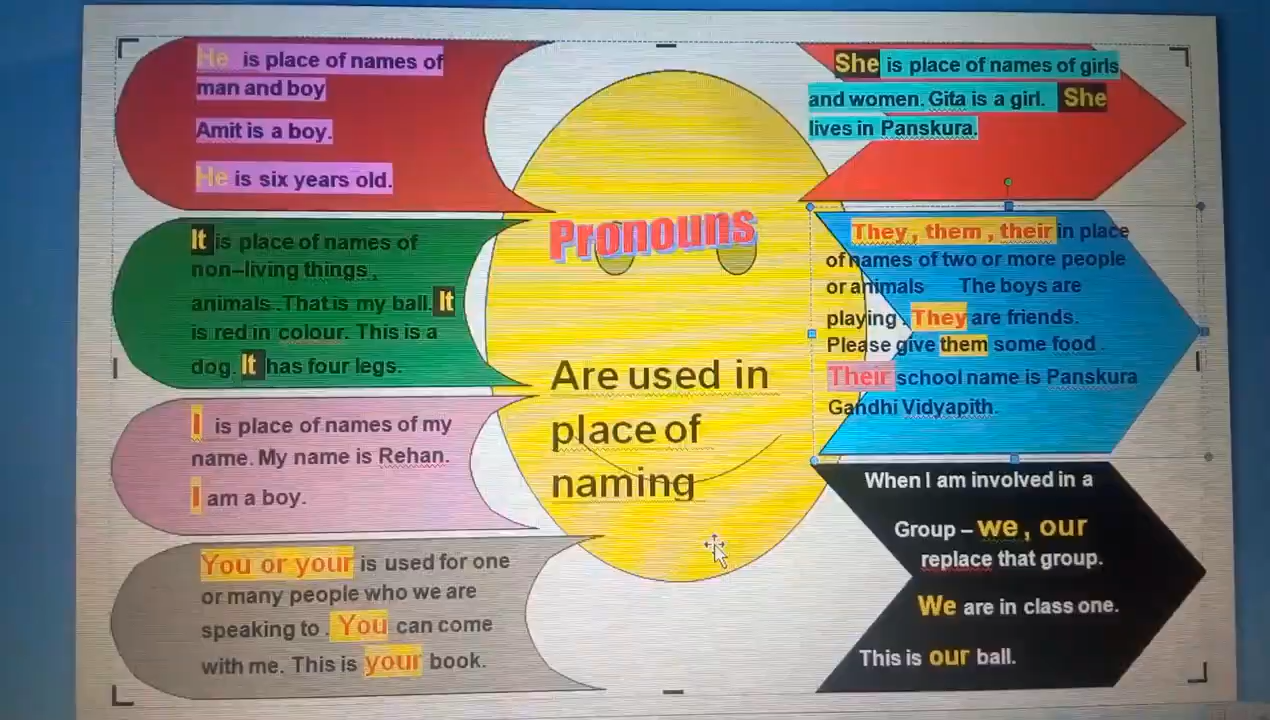 He is place of names of
man and boy
Amit is a boy.
He is six years old.
It is place of names of
non–living things ,
animals .That is my ball. It
is red in colour. This is a
dog. It has four legs.
I is place of names of my
name. My name is Rehan.
I am a boy.
You or your is used for one
or many people who we are
speaking to . You can come
with me. This is your book.
Pronouns
Are used in
place of
naming
She is place of names of girls
and women. Gita is a girl. She
lives in Panskura.
They , them , their in place
of names of two or more people
or animals The boys are
playing . They are friends.
Please give them some food .
Their school name is Panskura
Gandhi Vidyapith.
When I am involved in a
Group – we , our
replace that group.
We are in class one.
This is our ball.